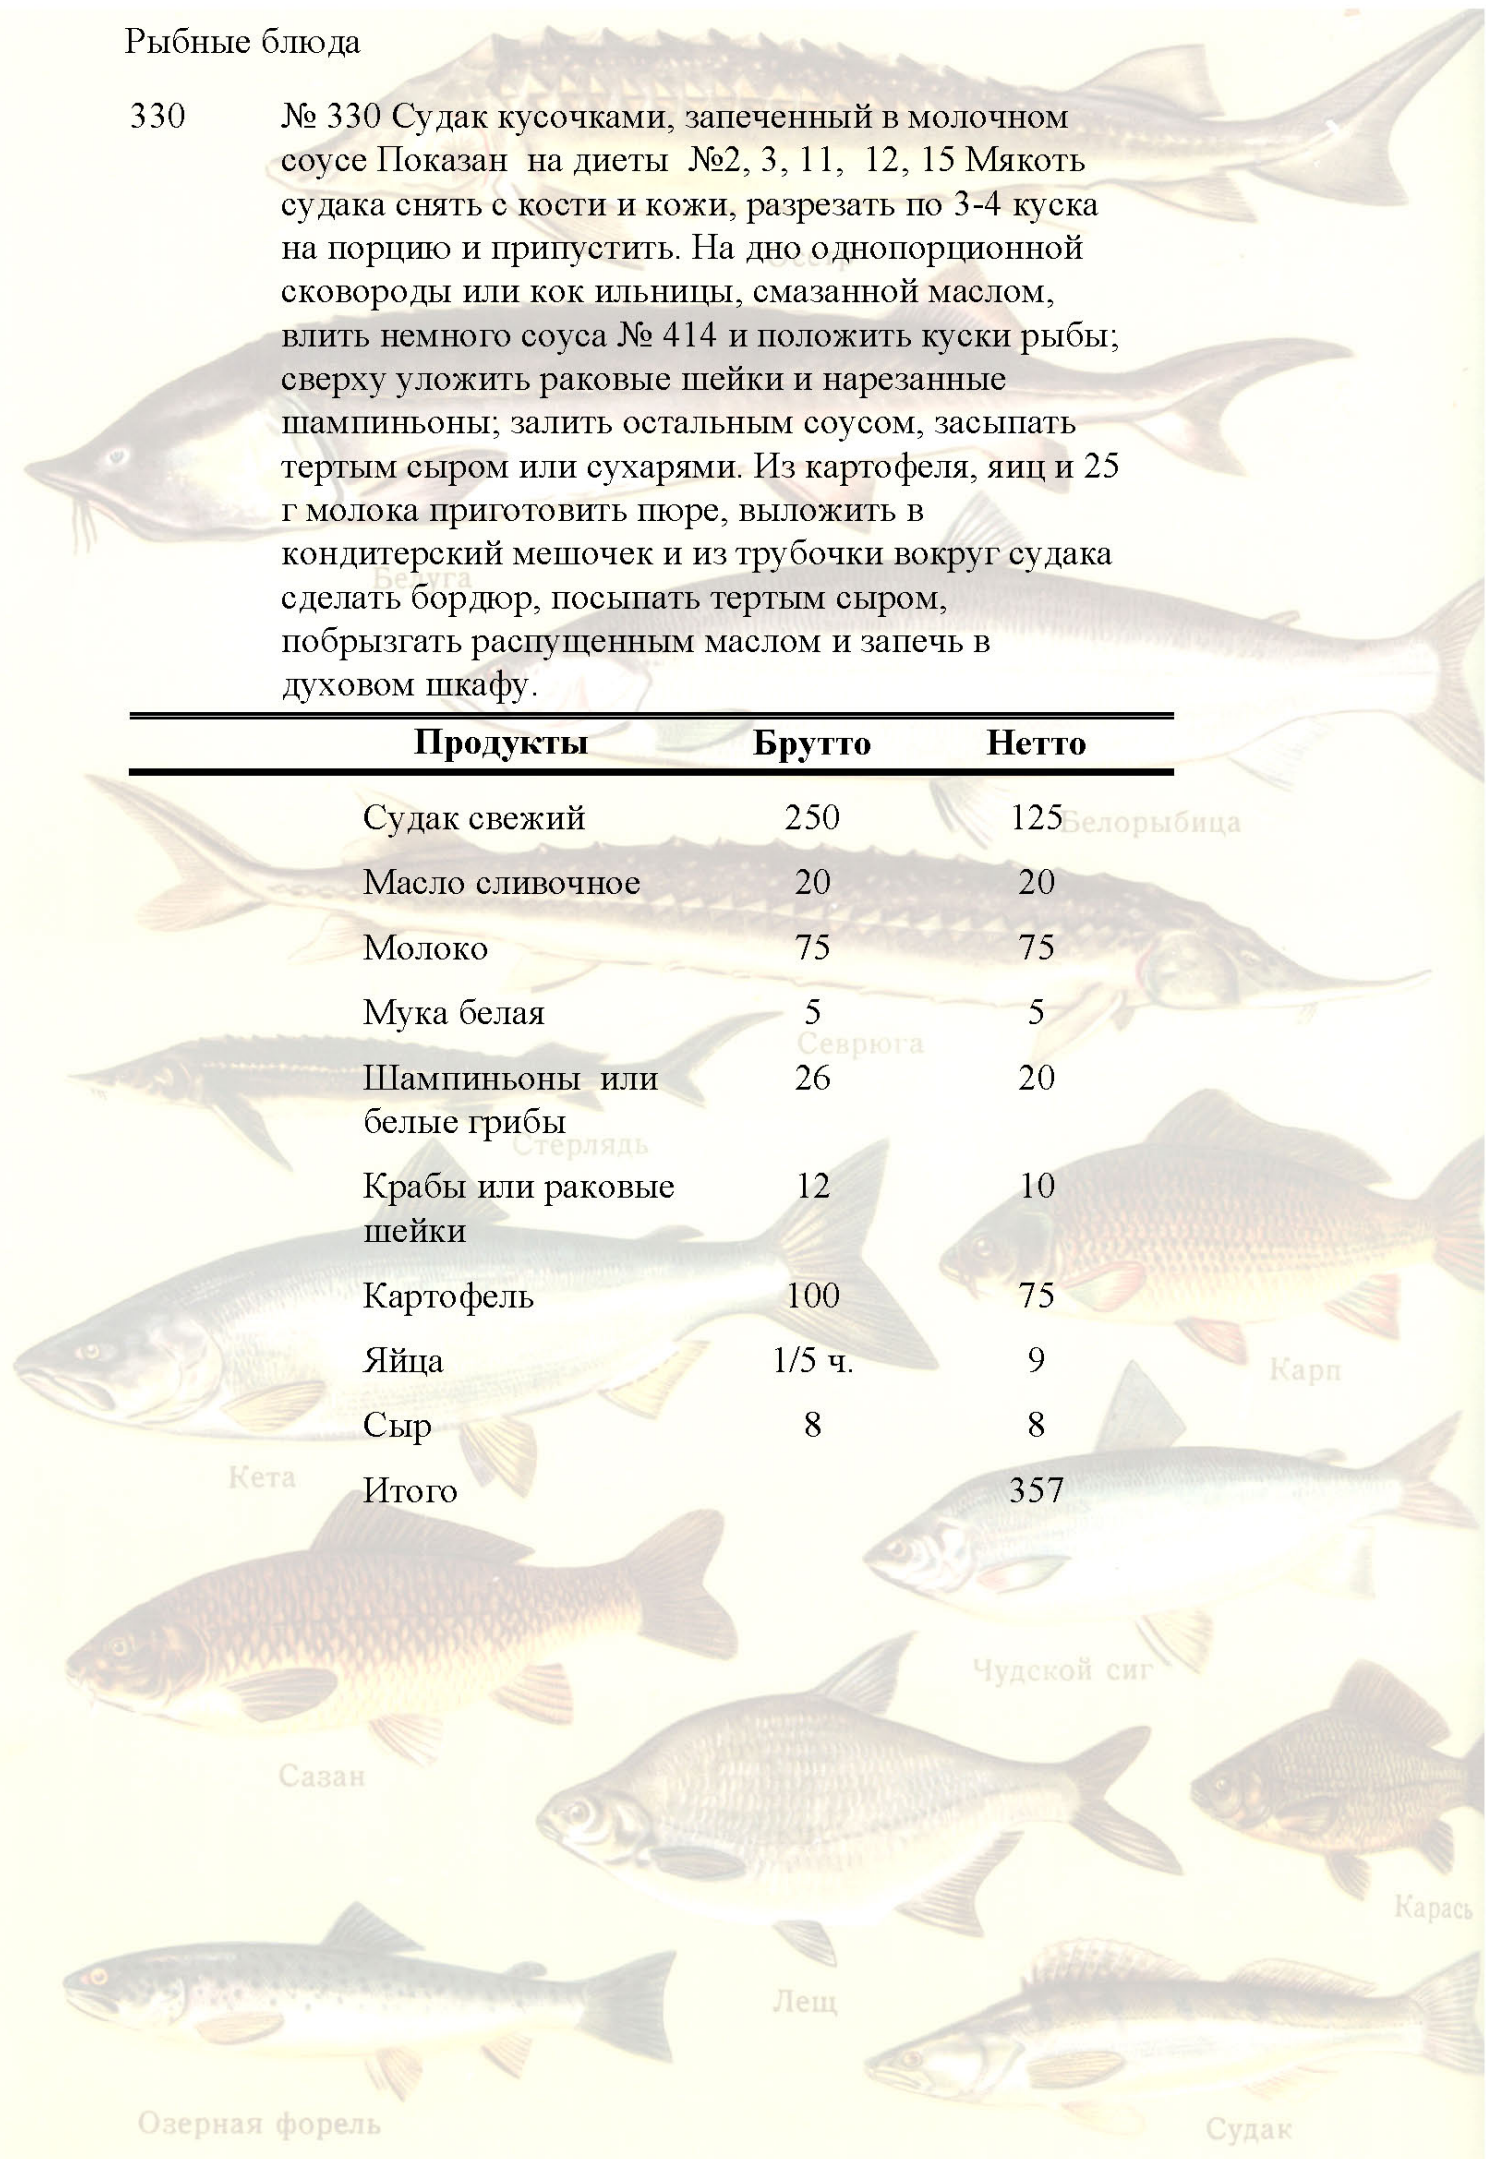 Рыбные блюда
330 № 330 Судак кусочками, запеченный в молочном
соусе Показан на диеты №2, 3, 11, 12, 15 Мякоть
судака снять с кости и кожи, разрезать по 3-4 куска
на порцию и припустить. На дно однопорционной
сковороды или кок ильницы, смазанной маслом,
влить немного соуса № 414 и положить куски рыбы;
сверху уложить раковые шейки и нарезанные
шампиньоны; залить остальным соусом, засыпать
тертым сыром или сухарями. Из картофеля, яиц и 25
г молока приготовить пюре, выложить в
кондитерский мешочек и из трубочки вокруг судака
сделать бордюр, посыпать тертым сыром,
побрызгать распущенным маслом и запечь в
духовом шкафу.
Продукты Брутто Нетто
Судак свежий 250 125
Масло сливочное 20 20
Молоко 75 75
Мука белая 5 5
Шампиньоны или 26 20
белые грибы
Крабы или раковые 12 10
шейки
Картофель 100 75
Яйца 1/5 ч. 9
Сыр 8 8
Итого 357
Белуга
Белорыбица
Севрюга
Стерлядь
Карп
Кета
Чудской сиг
Сазан
Карась
Лещ
Озерная форель
Судак